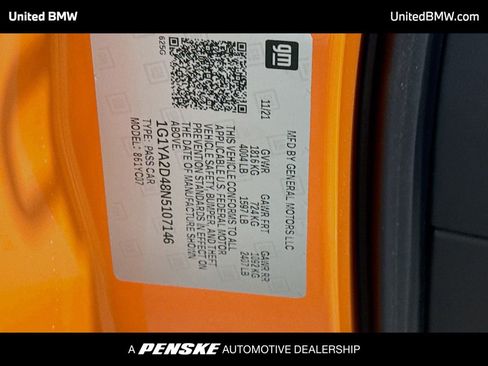 United BMW
UnitedBMW.com
625G
gm
MFD BY GENERAL MOTORS LLC
11/21
GVWR
GAWR FRT
GAWR RR
1816 KG
724 KG
1092 KG
4004 LB
1597 LB
2407 LB
THIS VEHICLE CONFORMS TO ALL
APPLICABLE U.S. FEDERAL MOTOR
VEHICLE SAFETY, BUMPER, AND THEFT
PREVENTION STANDARDS IN EFFECT ON
THE DATE OF MANUFACTURE SHOWN
ABOVE.
1G1YA2D48N5107146
TYPE: PASS CAR
MODEL: 861YC07
A PENSKE AUTOMOTIVE DEALERSHIP